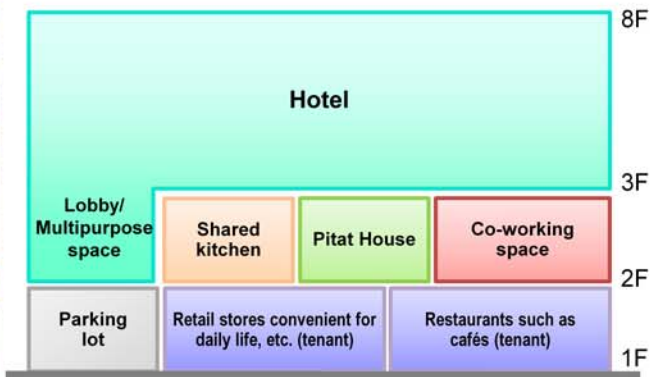 8F
Hotel
3F
Lobby/
Multipurpose
space
Shared
kitchen
Pitat House
Co-working
space
2F
Parking
lot
Retail stores convenient for
daily life, etc. (tenant)
Restaurants such as
cafés (tenant)
1F